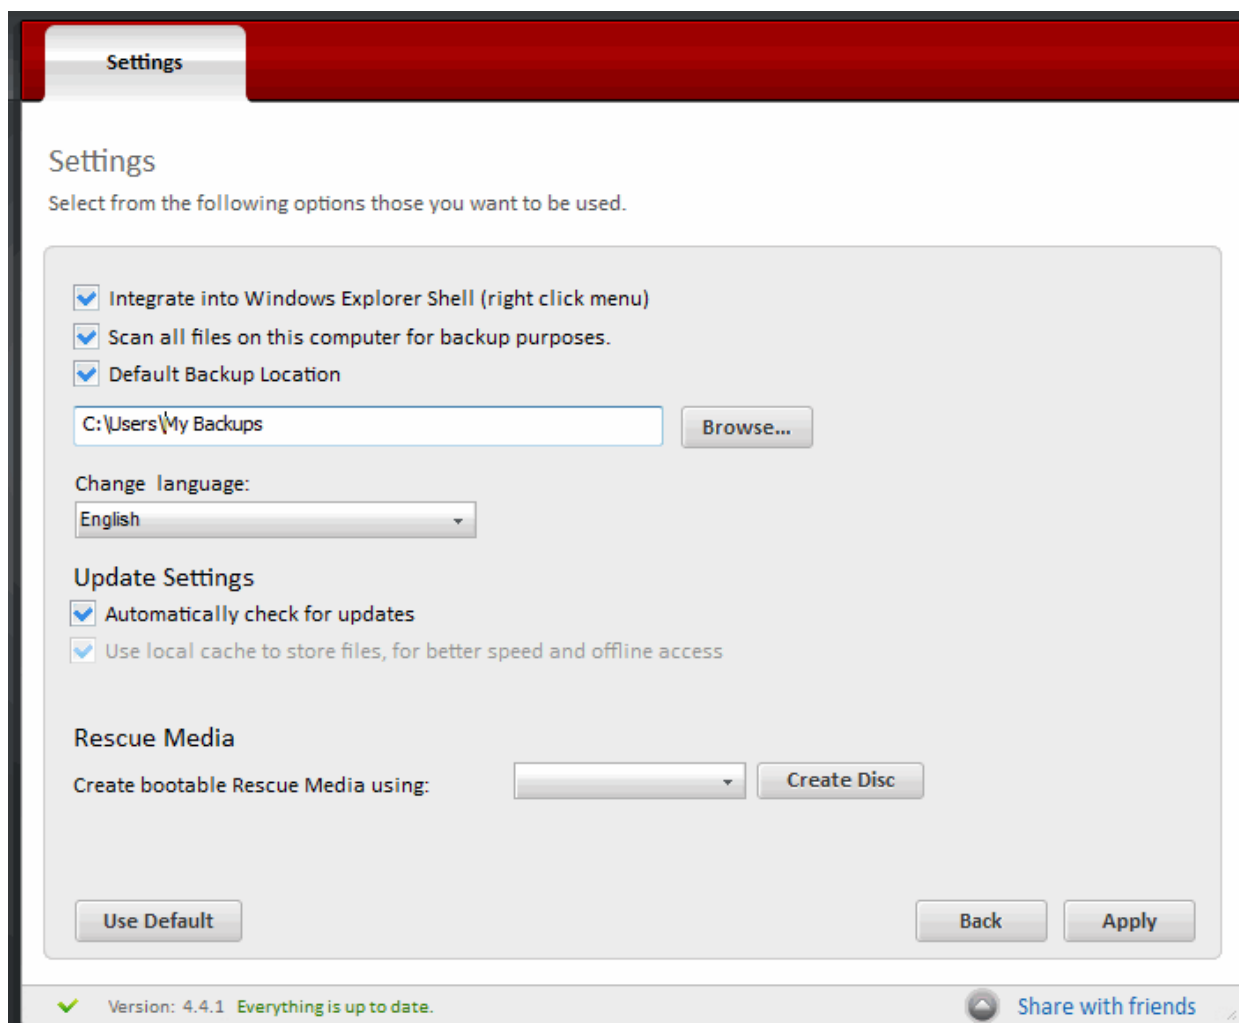 Settings
Settings
Select from the following options those you want to be used.
Integrate into Windows Explorer Shell (right click menu)
Scan all files on this computer for backup purposes.
Default Backup Location
C:\Users\My Backups
Browse...
Change language:
English
Update Settings
Automatically check for updates
Use local cache to store files, for better speed and offline access
Rescue Media
Create bootable Rescue Media using:
Create Disc
Use Default
Back
Apply
Version: 4.4.1 Everything is up to date.
Share with friends